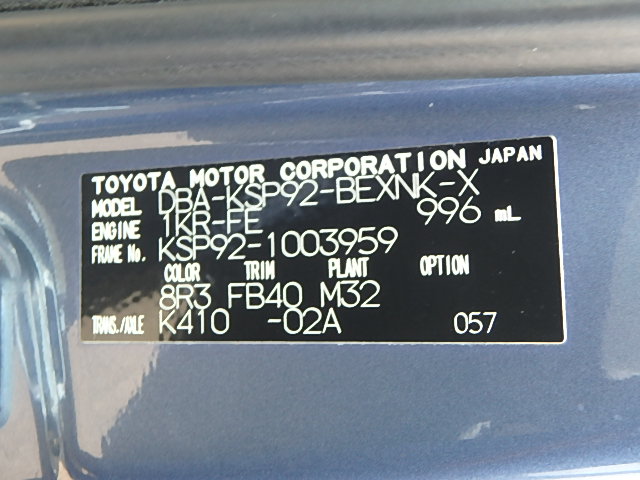 TOYOTA MOTOR CORPORATION JAPAN
MODEL DBA-KSP92-BEXNK-X
ENGINE 1KR-FE 996 mL
FRAME No. KSP92-1003959
COLOR TRIM PLANT OPTION
8R3 FB40 M32
TRANS./AXLE K410 -02A 057